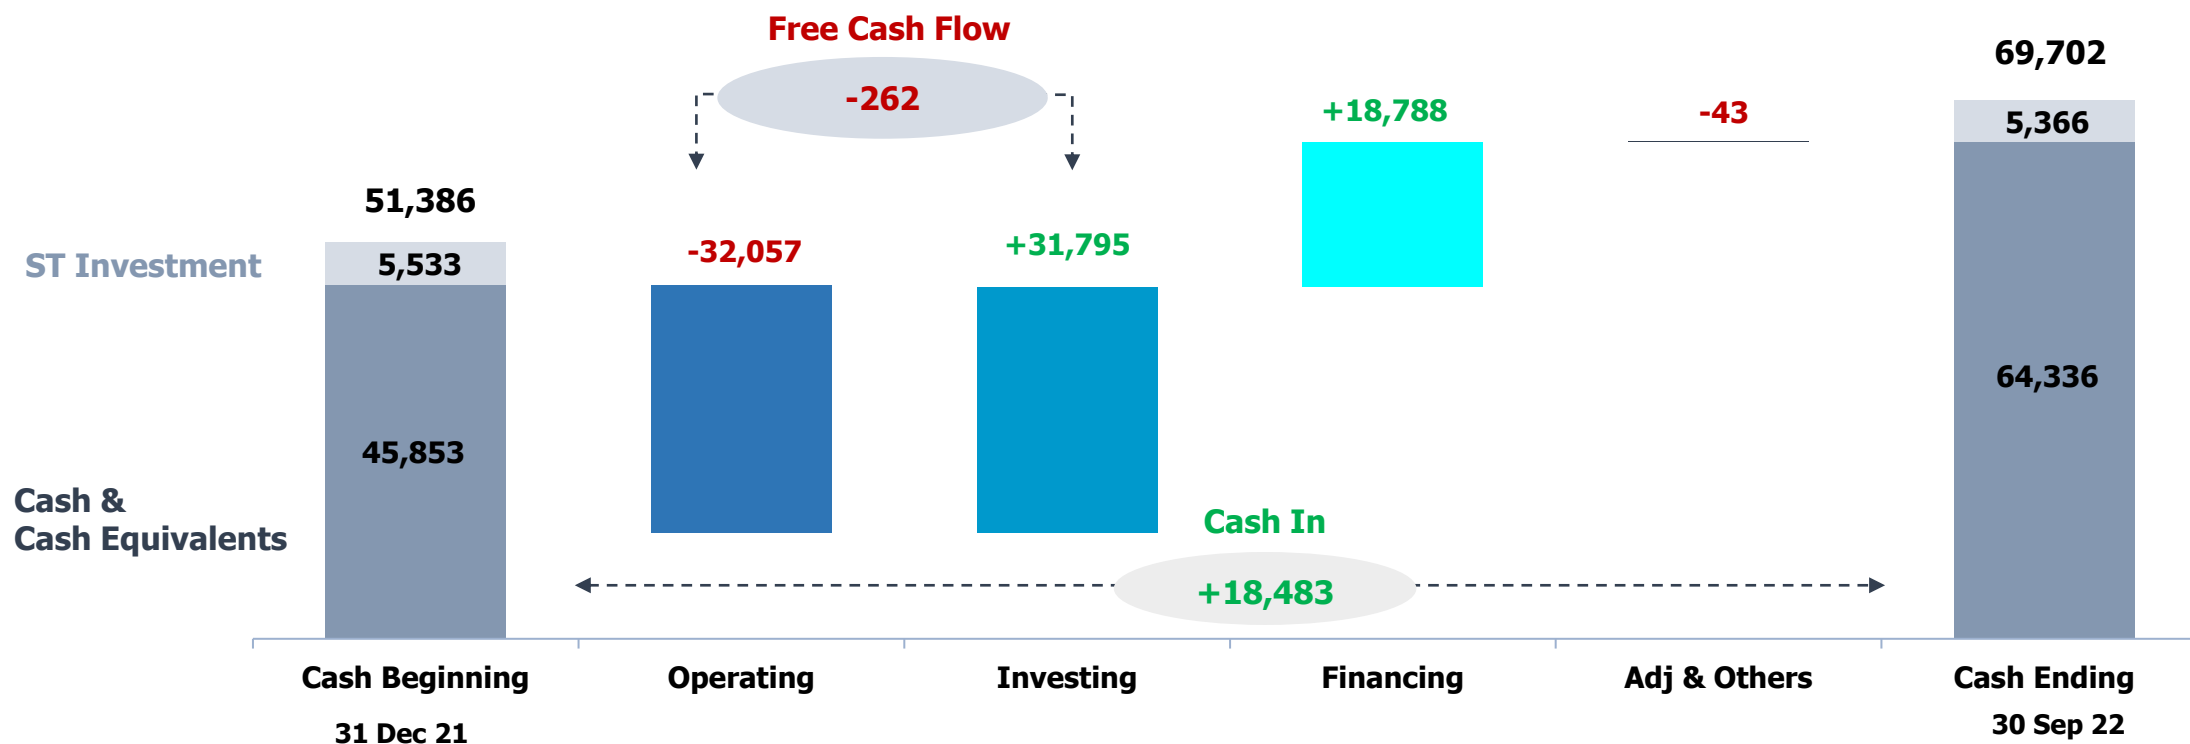 Free Cash Flow
-262
69,702
5,366
+18,788
-43
51,386
5,533
ST Investment
-32,057
+31,795
64,336
45,853
Cash &
Cash Equivalents
Cash In
+18,483
Cash Beginning
Operating
Investing
Financing
Adj & Others
Cash Ending
31 Dec 21
30 Sep 22